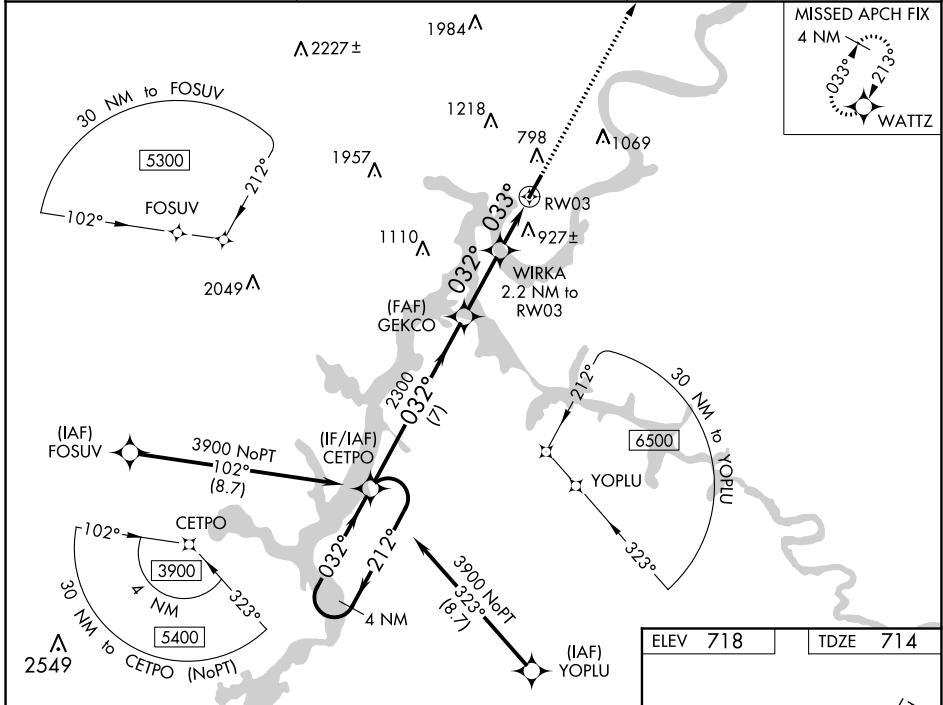 MISSED APCH FIX
4 NM
033°
213°
WATTZ
1984
2227±
30 NM to FOSUV
5300
212°
102°
FOSUV
1218
798
1069
1957
033°
RW03
927±
1110
032°
WIRKA
2.2 NM to
RW03
2049
(FAF)
GEKCO
2300
032°
(7)
212°
30 NM to YOPLU
6500
YOPLU
323°
(IAF)
FOSUV
3900 NoPT
102°
(8.7)
(IF/IAF)
CETPO
032°
212°
4 NM
102°
CETPO
3900
4 NM
323°
5400
30 NM to CETPO (NoPT)
2549
3900 NoPT
323°
(8.7)
(IAF)
YOPLU
ELEV 718
TDZE 714